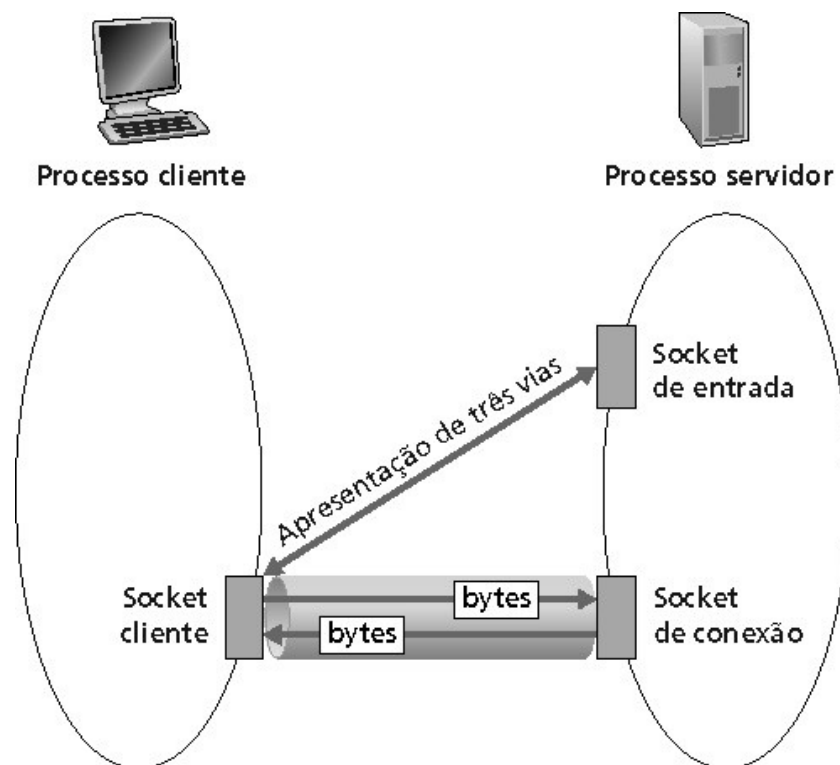 Processo cliente
Processo servidor
Socket
de entrada
Apresentação de três vias
Socket
cliente
bytes
bytes
Socket
de conexão